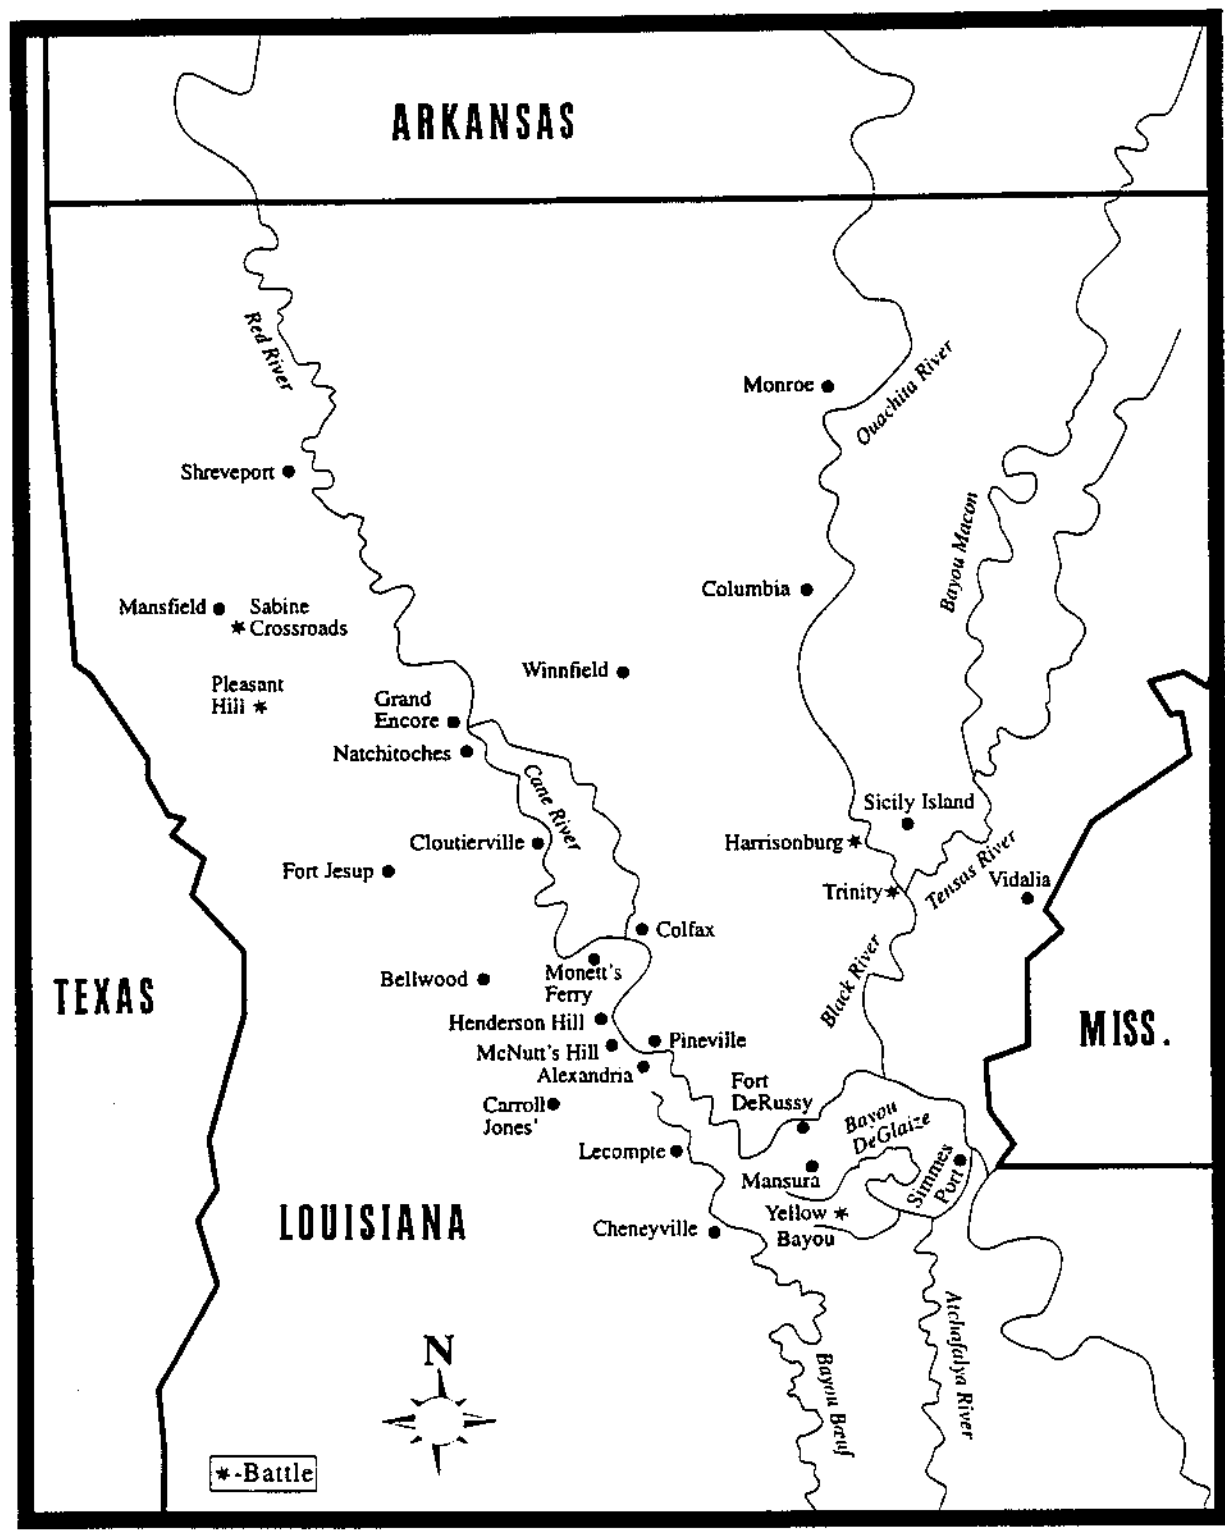 ARKANSAS
Red River
Monroe
Ouachita River
Shreveport
Bayou Macon
Columbia
Mansfield
Sabine
Crossroads
Winnfield
Pleasant
Hill
Grand
Encore
Natchitoches
Cane River
Sicily Island
Harrisonburg
Cloutierville
Fort Jesup
Trinity
Tensas River
Vidalia
Colfax
Black River
Bellwood
Monett's
Ferry
TEXAS
MISS.
Henderson Hill
McNutt's Hill
Pineville
Alexandria
Fort
DeRussy
Carroll
Jones'
Bayou
DeGlaize
Lecompte
Mansura
Simmes
Port
Yellow
Bayou
LOUISIANA
Cheneyville
Atchafalya River
Bayou Bœuf
N
*-Battle